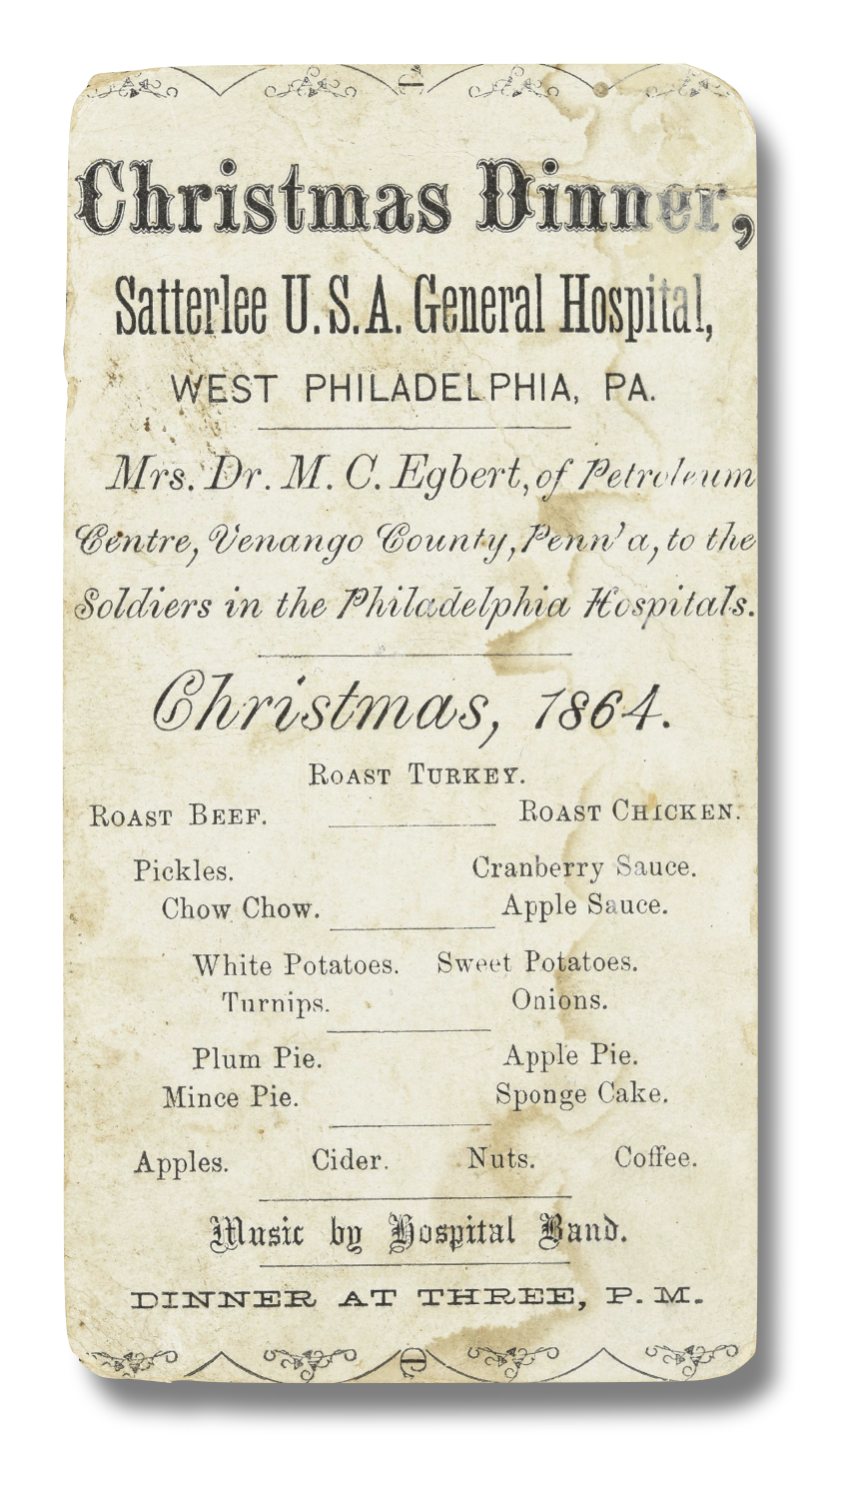 Christmas Dinner,
Satterlee U.S.A. General Hospital,
WEST PHILADELPHIA, PA.
Mrs. Dr. M. C. Egbert, of Petroleum
Centre, Venango County, Penn'a, to the
Soldiers in the Philadelphia Hospitals.
Christmas, 1864.
ROAST TURKEY.
ROAST BEEF. ROAST CHICKEN.
Pickles. Cranberry Sauce.
Chow Chow. Apple Sauce.
White Potatoes. Sweet Potatoes.
Turnips. Onions.
Plum Pie. Apple Pie.
Mince Pie. Sponge Cake.
Apples. Cider. Nuts. Coffee.
Music by Hospital Band.
DINNER AT THREE, P. M.